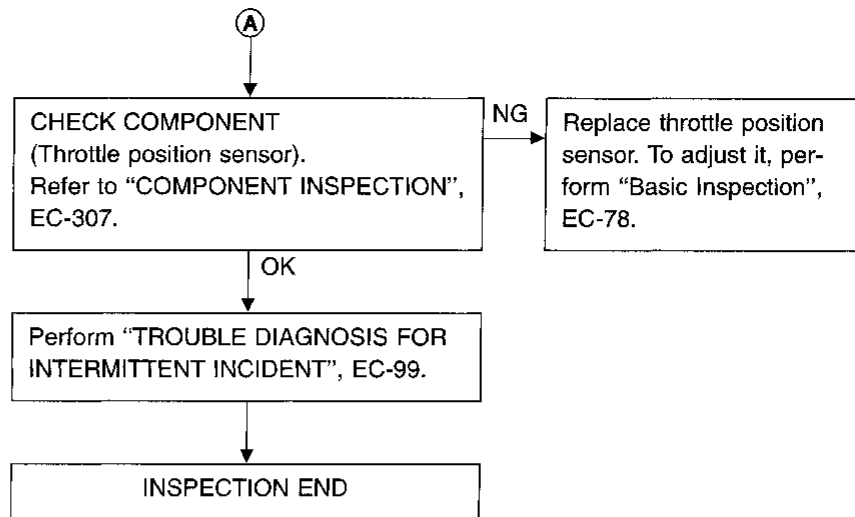 A
CHECK COMPONENT
(Throttle position sensor).
Refer to “COMPONENT INSPECTION”,
EC-307.
NG
Replace throttle position
sensor. To adjust it, per-
form “Basic Inspection”,
EC-78.
OK
Perform “TROUBLE DIAGNOSIS FOR
INTERMITTENT INCIDENT”, EC-99.
INSPECTION END